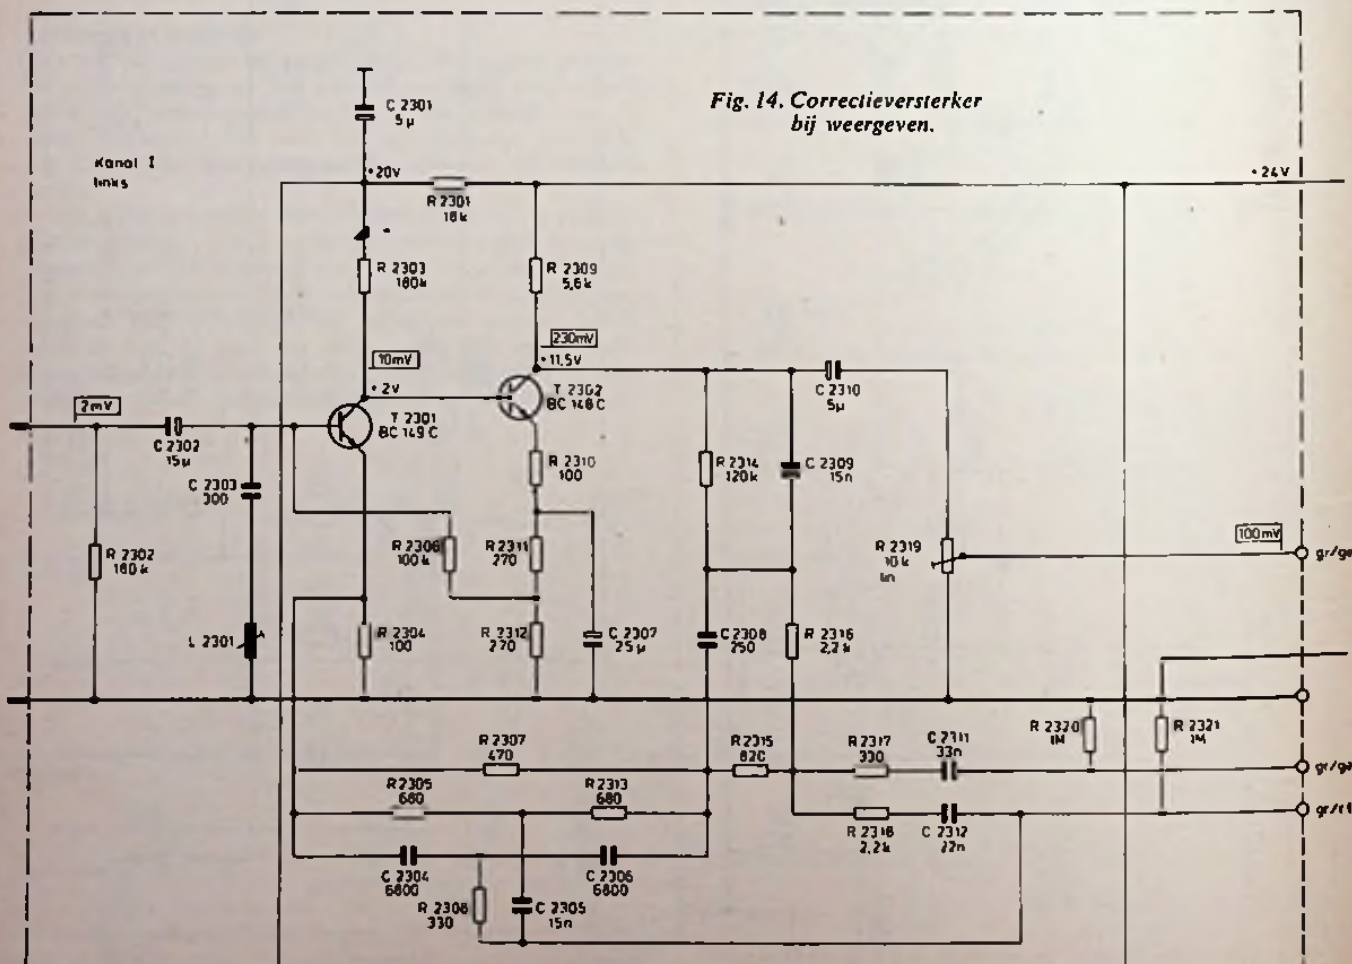 Fig. 14. Correctieversterker
bij weergeven.
Kanal I
links
C 2301
5µ
+20V
R 2301
18k
+24V
R 2303
180k
R 2309
5,6k
10mV
+2V
230mV
+11,5V
T 2302
BC 148C
T 2301
BC 149C
2mV
C 2302
15µ
C 2310
5µ
C 2303
300
R 2310
100
R 2314
120k
C 2309
15n
R 2302
180k
R 2306
100k
R 2311
270
R 2319
10k
lin
100mV
L 2301
R 2304
100
R 2312
270
C 2307
25µ
C 2308
250
R 2316
2,2k
R 2320
1M
R 2321
1M
R 2307
470
R 2315
820
R 2317
330
C 2311
33n
R 2305
680
R 2313
680
R 2318
2,2k
C 2312
22n
C 2304
6800
C 2306
6800
R 2308
330
C 2305
15n